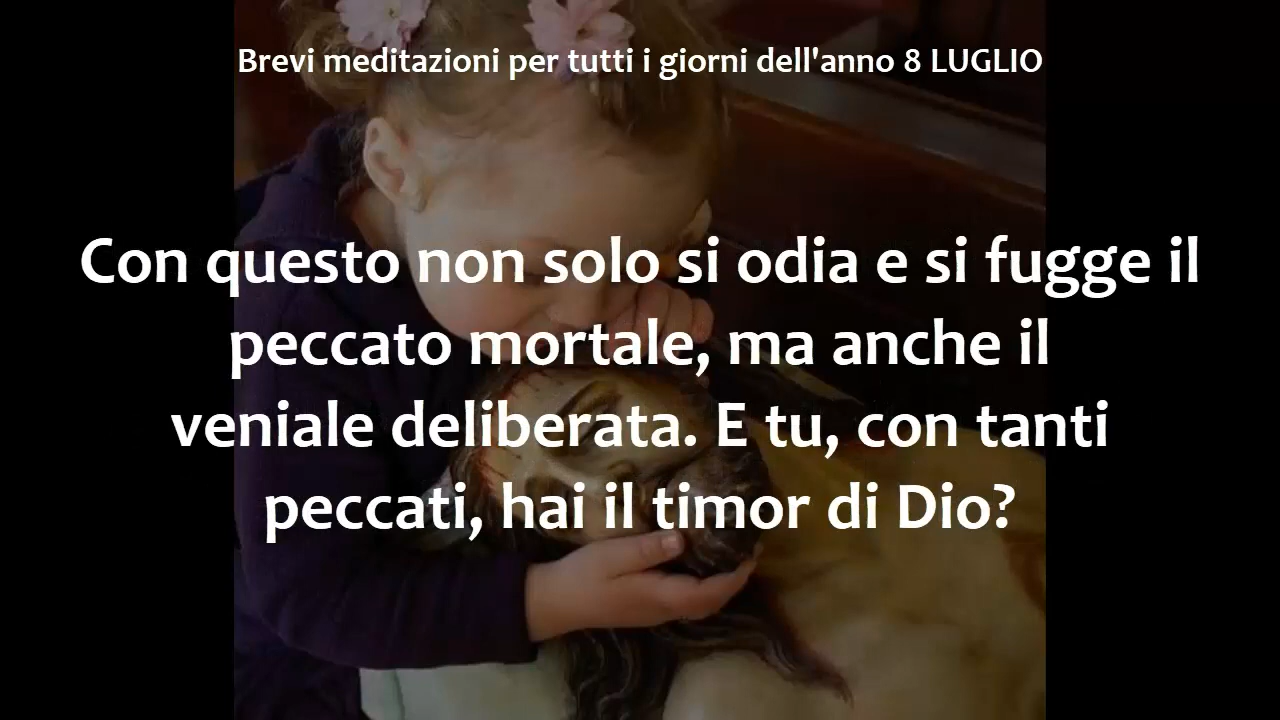 Brevi meditazioni per tutti i giorni dell'anno 8 LUGLIO
Con questo non solo si odia e si fugge il
peccato mortale, ma anche il
veniale deliberata. E tu, con tanti
peccati, hai il timor di Dio?